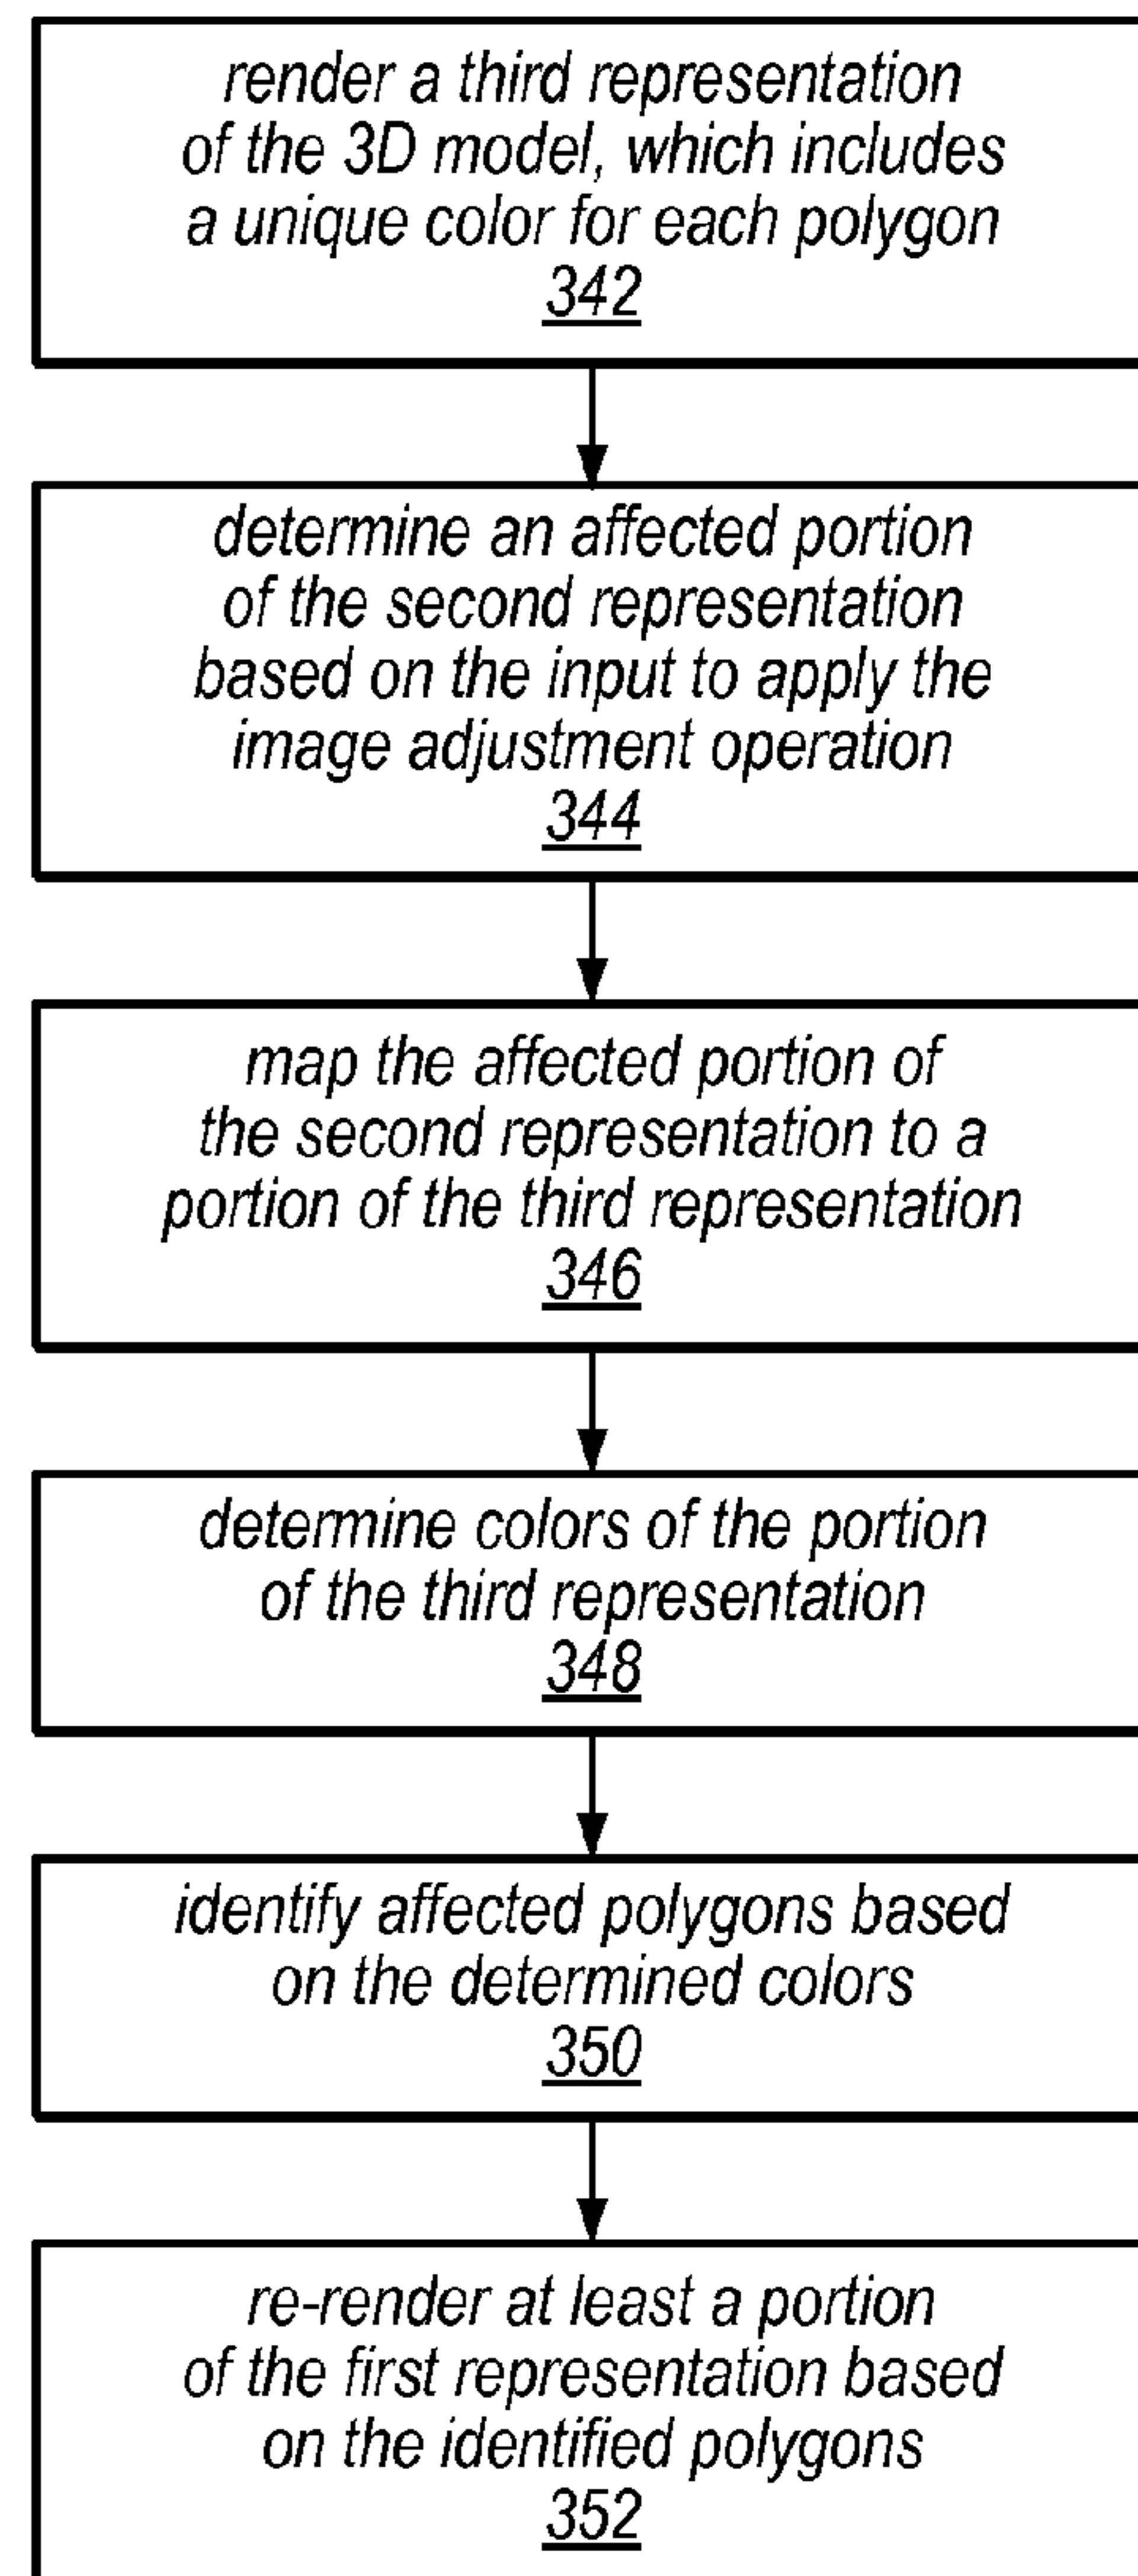 render a third representation
of the 3D model, which includes
a unique color for each polygon
342
determine an affected portion
of the second representation
based on the input to apply the
image adjustment operation
344
map the affected portion of
the second representation to a
portion of the third representation
346
determine colors of the portion
of the third representation
348
identify affected polygons based
on the determined colors
350
re-render at least a portion
of the first representation based
on the identified polygons
352